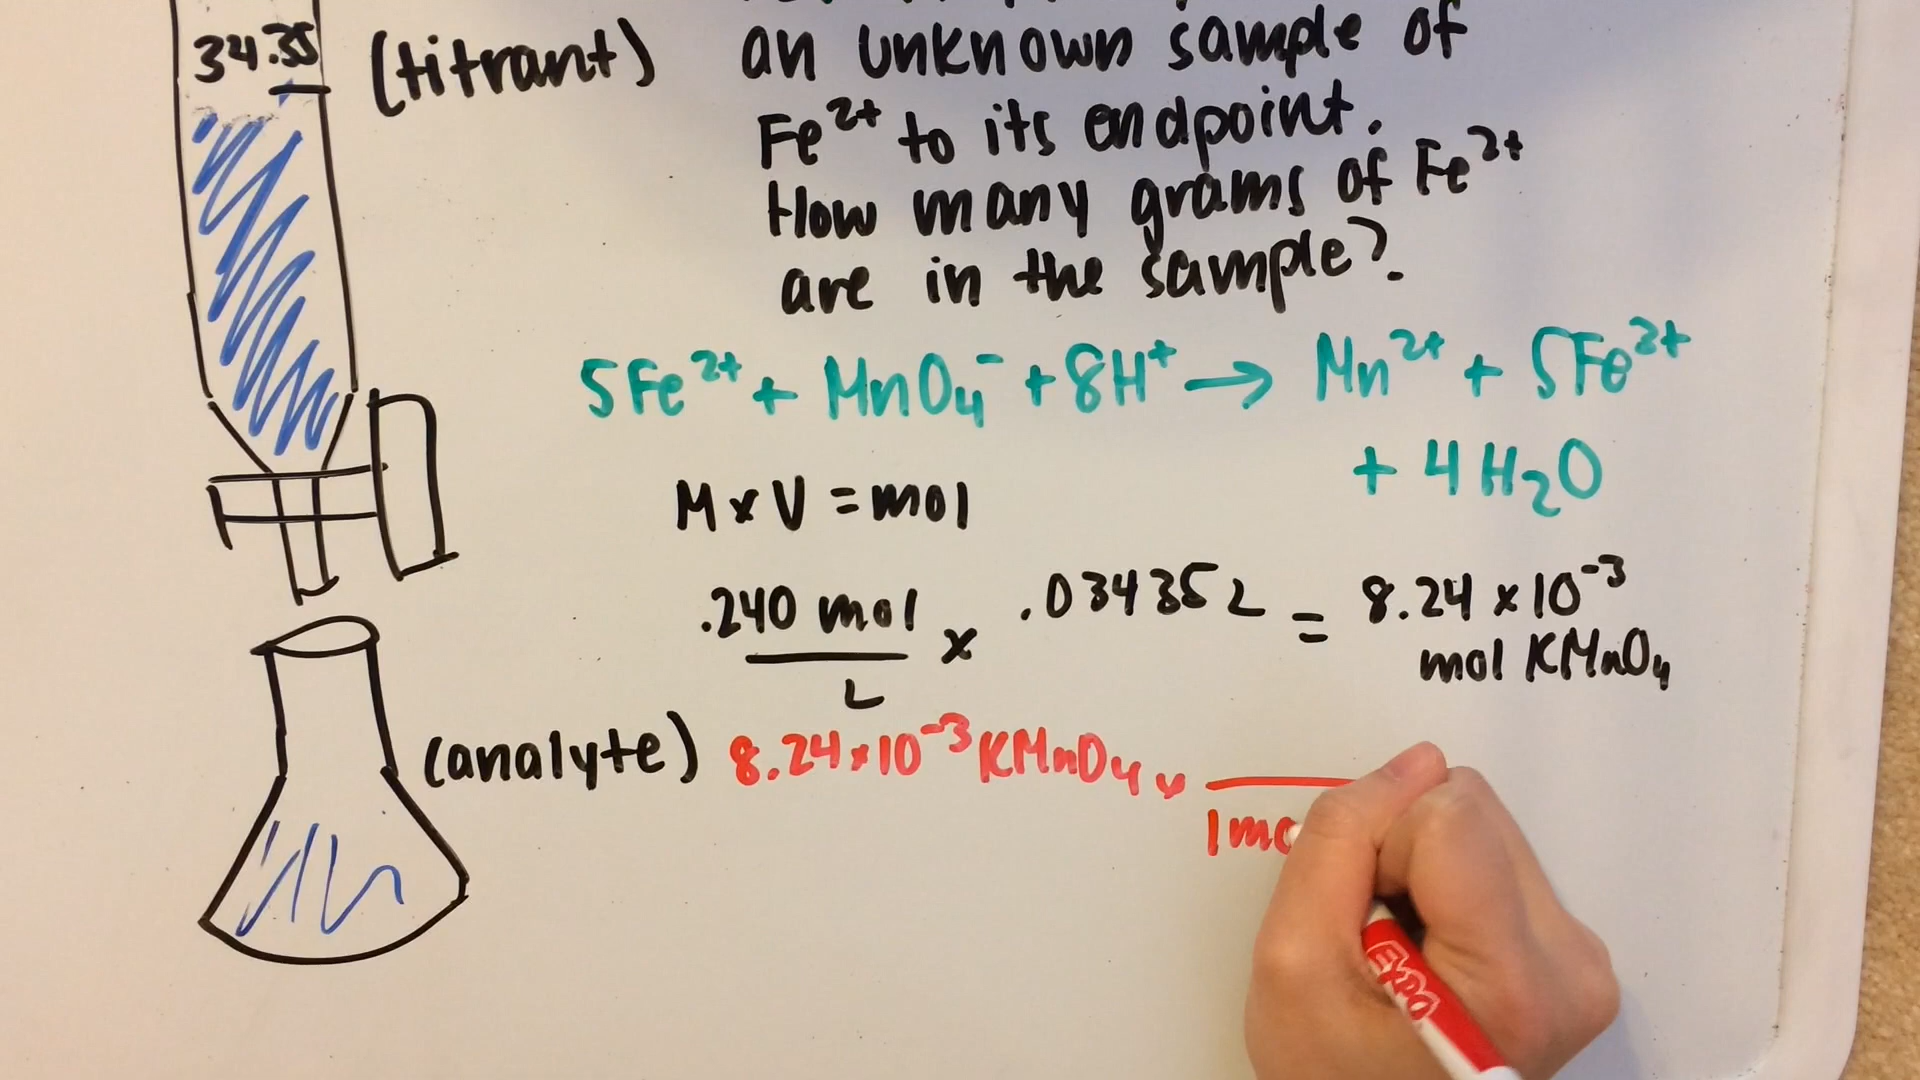 34.35
(titrant)
an unknown sample of
Fe²⁺ to its endpoint.
How many grams of Fe²⁺
are in the sample?
5Fe²⁺ + MnO₄⁻ + 8H⁺ → Mn²⁺ + 5Fe³⁺
+ 4H₂O
M x V = mol
.240 mol / L x .03435L = 8.24 x 10⁻³
mol KMnO₄
(analyte)
8.24x10⁻³ KMnO₄ x
1mo
EXPO